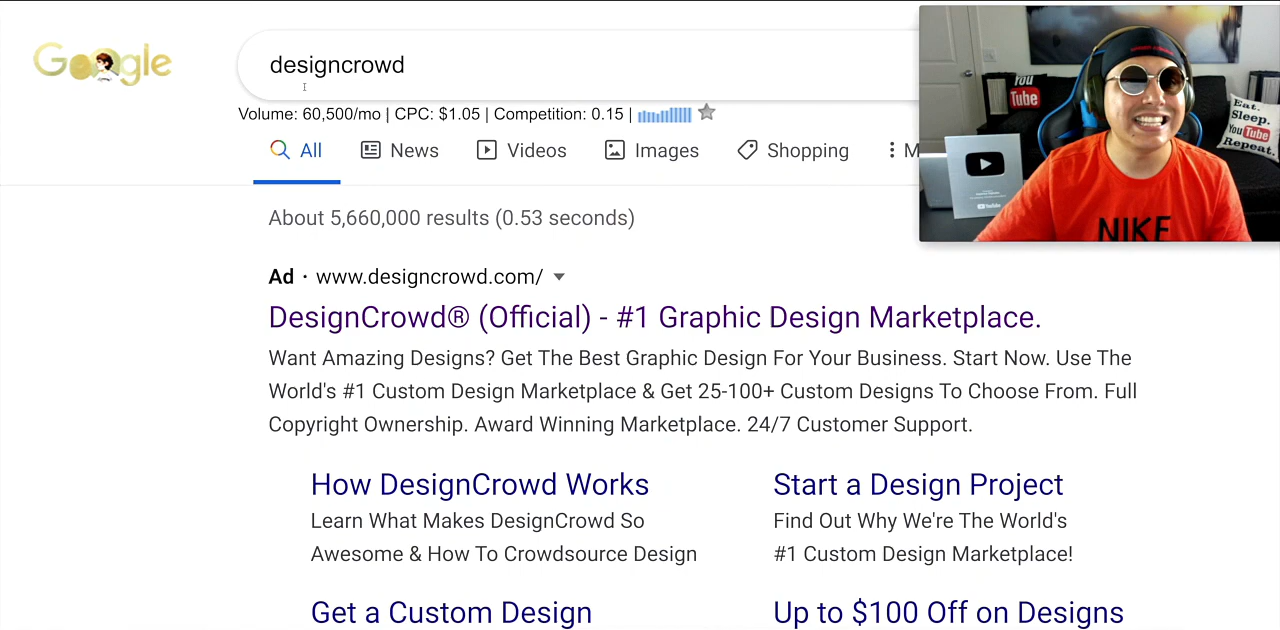 Google
designcrowd
Volume: 60,500/mo | CPC: $1.05 | Competition: 0.15 |
All
News
Videos
Images
Shopping
M
About 5,660,000 results (0.53 seconds)
Ad · www.designcrowd.com/
DesignCrowd® (Official) - #1 Graphic Design Marketplace.
Want Amazing Designs? Get The Best Graphic Design For Your Business. Start Now. Use The
World's #1 Custom Design Marketplace & Get 25-100+ Custom Designs To Choose From. Full
Copyright Ownership. Award Winning Marketplace. 24/7 Customer Support.
How DesignCrowd Works
Learn What Makes DesignCrowd So
Awesome & How To Crowdsource Design
Start a Design Project
Find Out Why We're The World's
#1 Custom Design Marketplace!
Get a Custom Design
Up to $100 Off on Designs
You
Tube
Eat.
Sleep.
YouTube
Repeat.
YouTube
NIKE